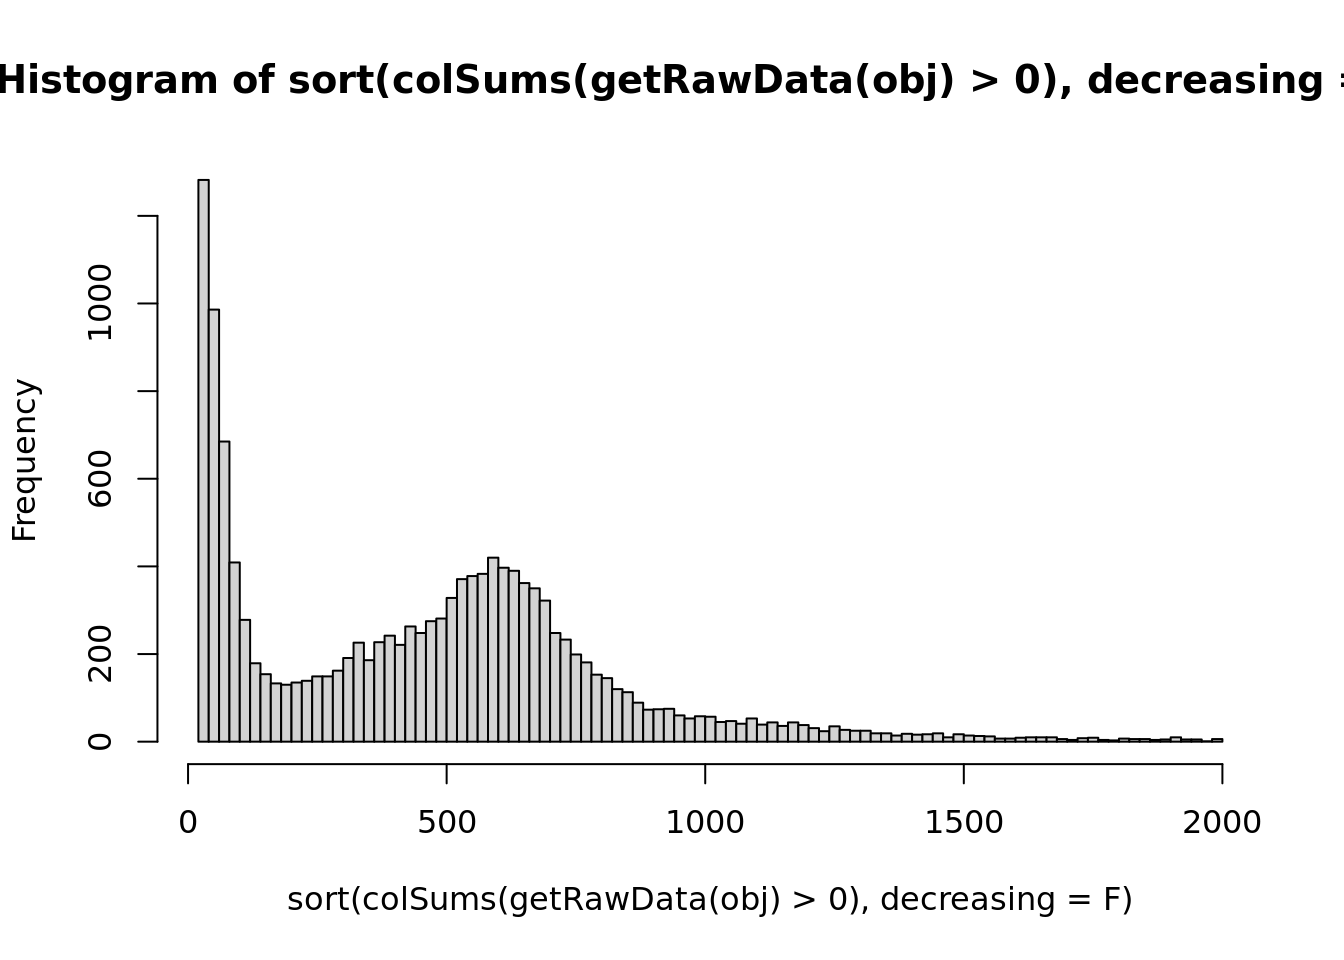 Histogram of sort(colSums(getRawData(obj) > 0), decreasing =
Frequency
1000
600
200
0
0 500 1000 1500 2000
sort(colSums(getRawData(obj) > 0), decreasing = F)